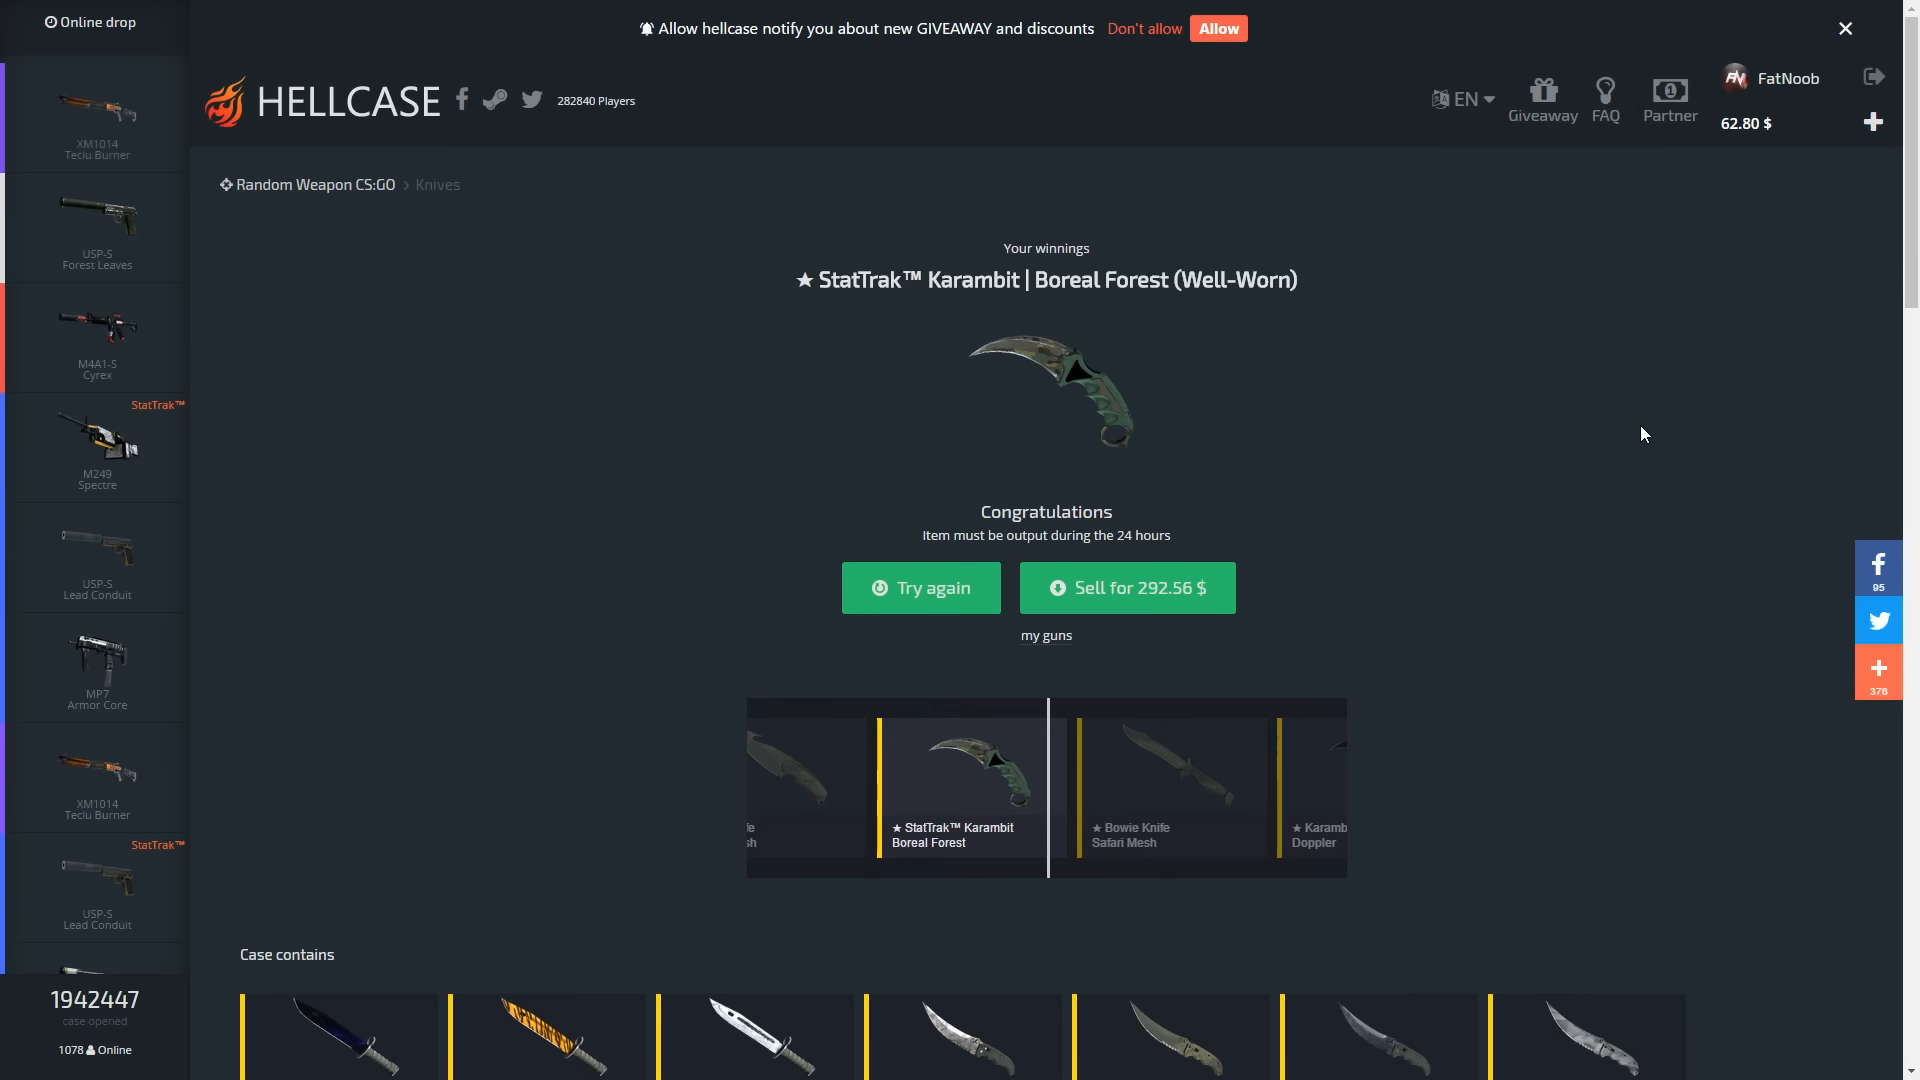 Online drop
Allow hellcase notify you about new GIVEAWAY and discounts Don't allow Allow
HELLCASE
282840 Players
EN
Giveaway
FAQ
Partner
FatNoob
62.80 $
XM1014
Teclu Burner
USP-S
Forest Leaves
M4A1-S
Cyrex
StatTrak™
M249
Spectre
USP-S
Lead Conduit
MP7
Armor Core
XM1014
Teclu Burner
StatTrak™
USP-S
Lead Conduit
1942447
case opened
1078 Online
Random Weapon CS:GO › Knives
Your winnings
★ StatTrak™ Karambit | Boreal Forest (Well-Worn)
Congratulations
Item must be output during the 24 hours
Try again
Sell for 292.56 $
my guns
★ StatTrak™ Karambit
Boreal Forest
★ Bowie Knife
Safari Mesh
★ Karamb
Doppler
Case contains
95
376